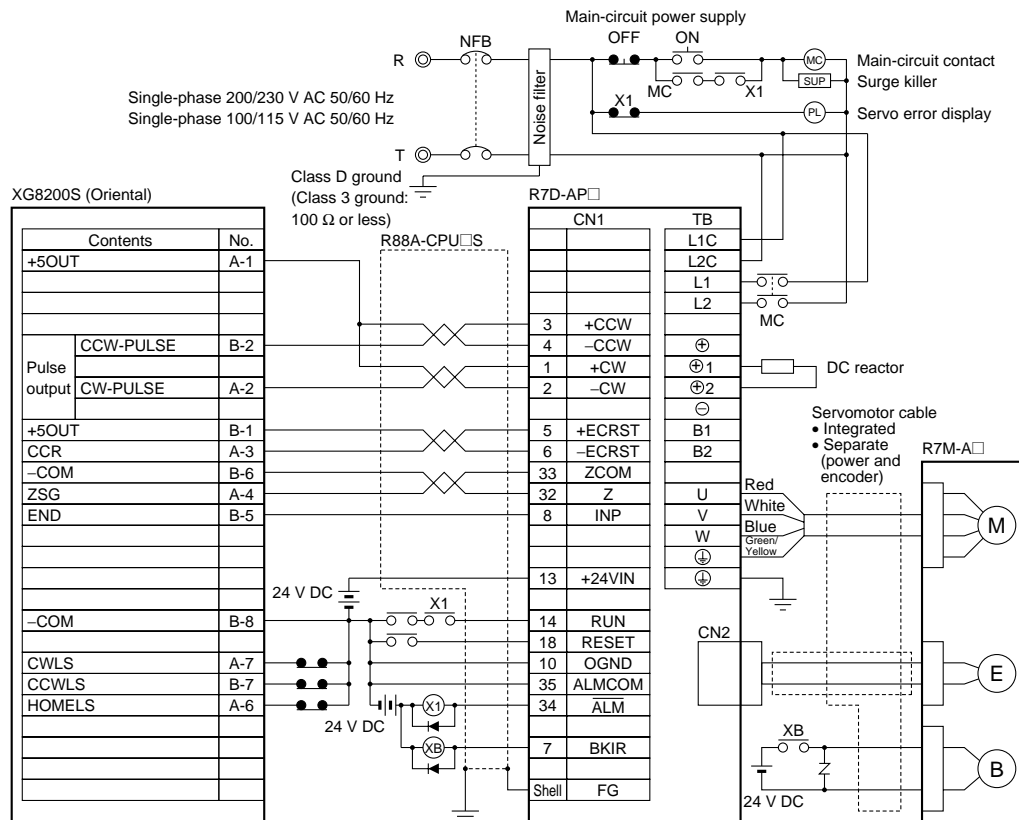 Main-circuit power supply
OFF ON
R NFB
MC Main-circuit contact
SUP Surge killer
MC X1
X1
PL Servo error display
Noise filter
Single-phase 200/230 V AC 50/60 Hz
Single-phase 100/115 V AC 50/60 Hz
T
Class D ground
(Class 3 ground:
100 Ω or less)
XG8200S (Oriental)
R7D-AP□
R88A-CPU□S
Contents No.
+5OUT A-1
Pulse output
CCW-PULSE B-2
CW-PULSE A-2
+5OUT B-1
CCR A-3
−COM B-6
ZSG A-4
END B-5
−COM B-8
CWLS A-7
CCWLS B-7
HOMELS A-6
24 V DC
X1
24 V DC
X1
XB
CN1
3 +CCW
4 −CCW
1 +CW
2 −CW
5 +ECRST
6 −ECRST
33 ZCOM
32 Z
8 INP
13 +24VIN
14 RUN
18 RESET
10 OGND
35 ALMCOM
34 ALM
7 BKIR
Shell FG
TB
L1C
L2C
L1
L2
MC
⊕
⊕1
⊕2
DC reactor
⊖
B1
B2
U
V
W
Red
White
Blue
Green/
Yellow
Servomotor cable
• Integrated
• Separate
(power and
encoder)
R7M-A□
M
CN2
E
XB
24 V DC
B